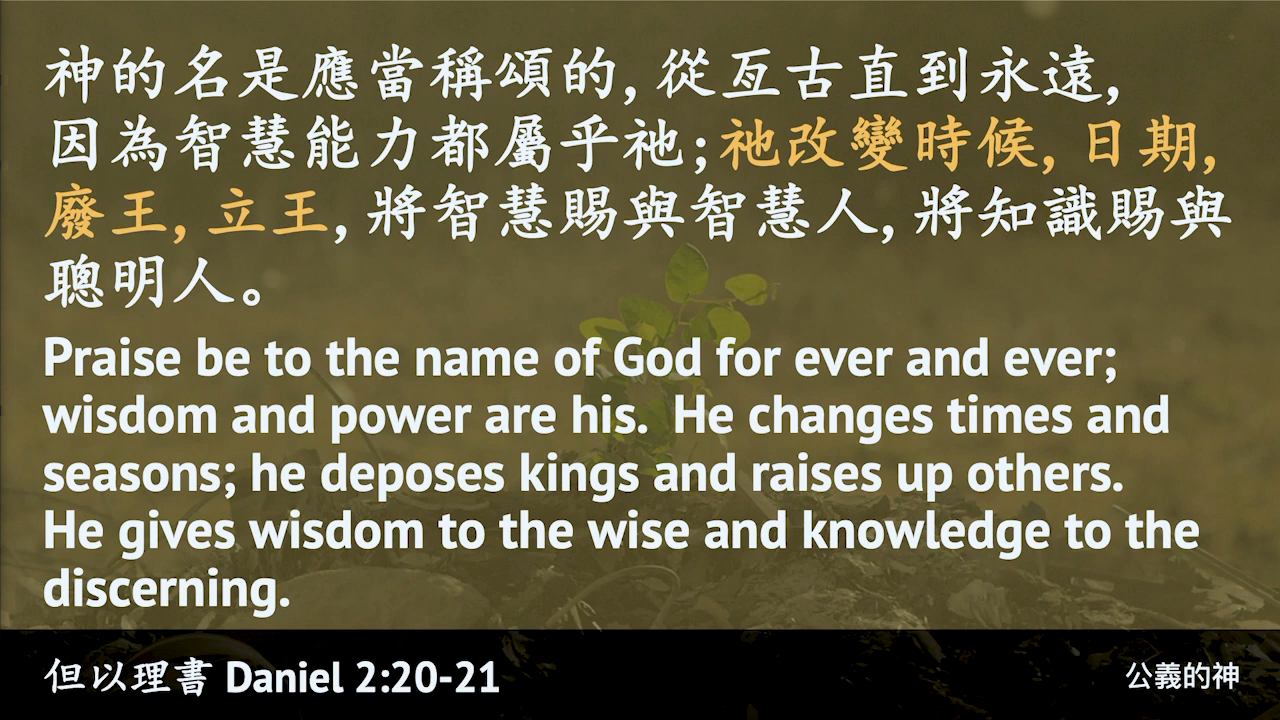 神的名是應當稱頌的, 從亙古直到永遠,
因為智慧能力都屬乎祂; 祂改變時候, 日期,
廢王, 立王, 將智慧賜與智慧人, 將知識賜與
聰明人。
Praise be to the name of God for ever and ever;
wisdom and power are his.  He changes times and
seasons; he deposes kings and raises up others.
He gives wisdom to the wise and knowledge to the
discerning.
但以理書 Daniel 2:20-21
公義的神